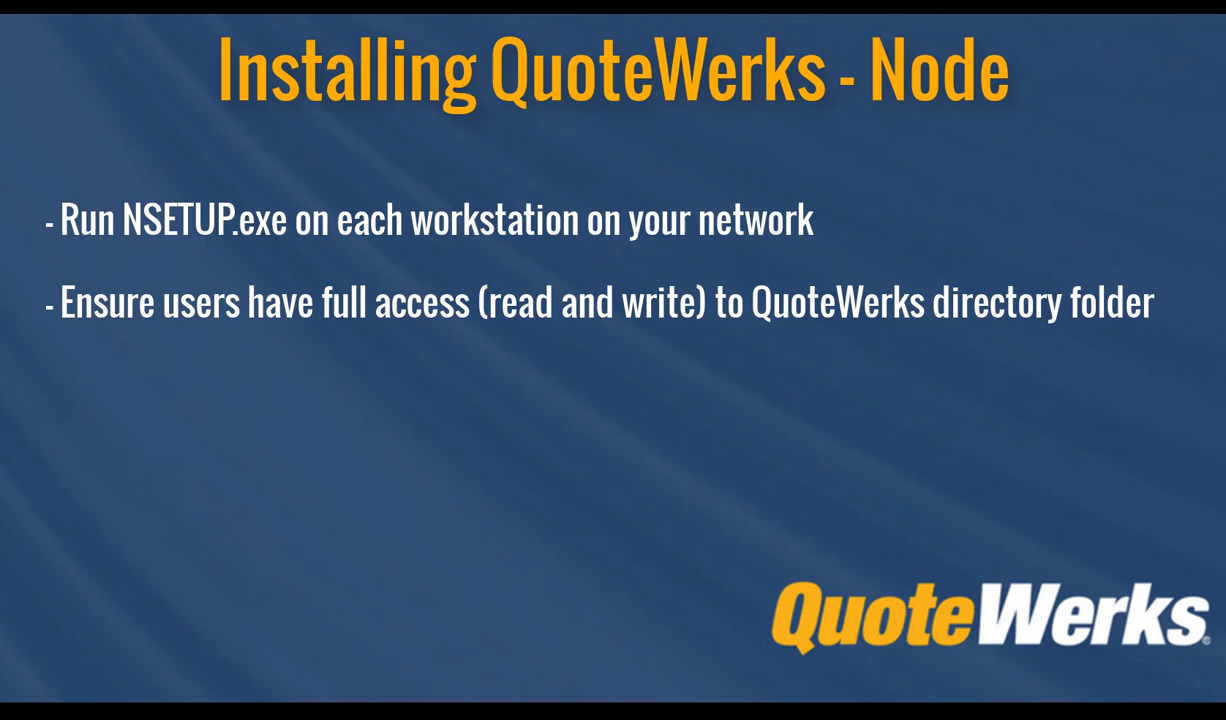 Installing QuoteWerks - Node
- Run NSETUP.exe on each workstation on your network
- Ensure users have full access (read and write) to QuoteWerks directory folder
QuoteWerks®